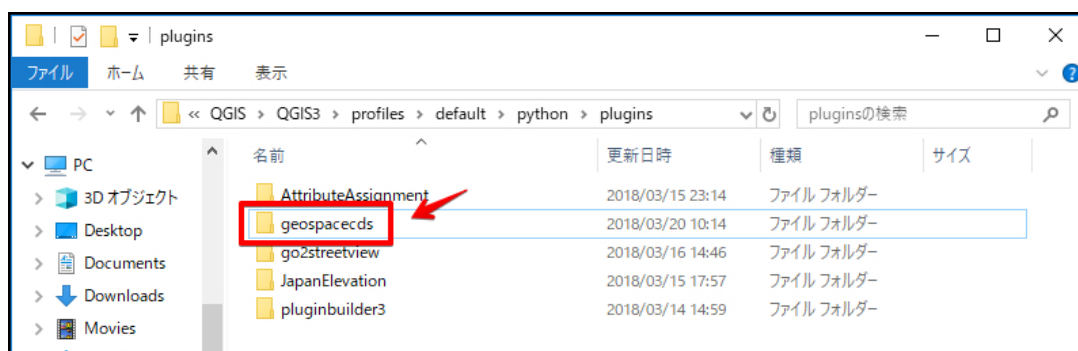 plugins
ファイル ホーム 共有 表示
« QGIS > QGIS3 > profiles > default > python > plugins pluginsの検索
名前 更新日時 種類 サイズ
PC
3D オブジェクト
Desktop
Documents
Downloads
Movies
AttributeAssignment 2018/03/15 23:14 ファイル フォルダー
geospacecds 2018/03/20 10:14 ファイル フォルダー
go2streetview 2018/03/16 14:46 ファイル フォルダー
JapanElevation 2018/03/15 17:57 ファイル フォルダー
pluginbuilder3 2018/03/14 14:59 ファイル フォルダー